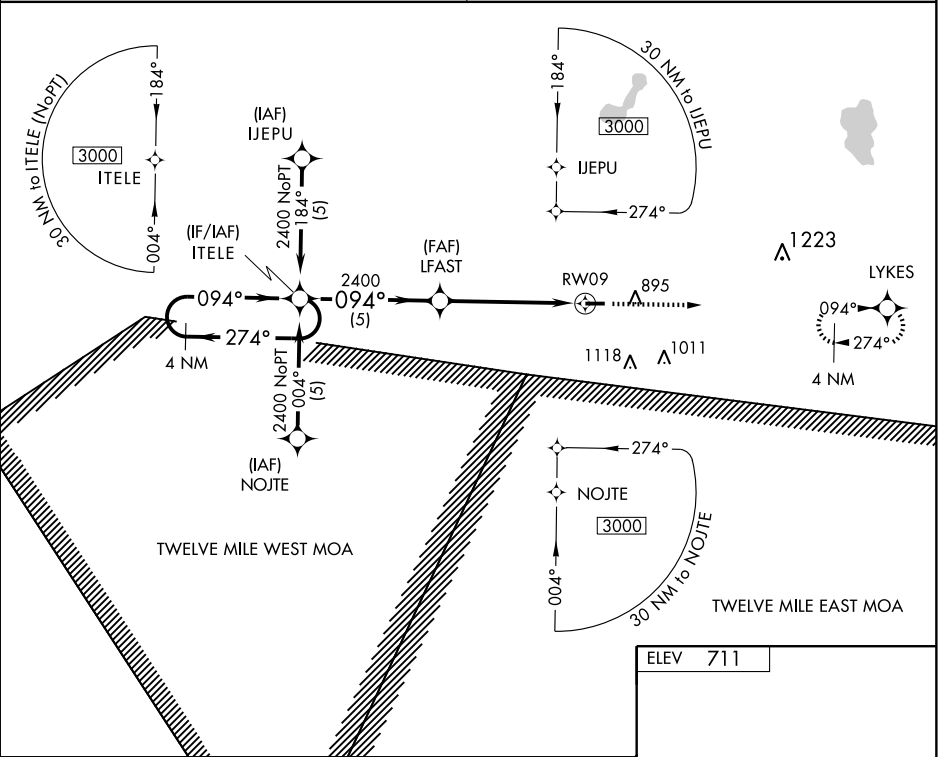 184°
30 NM to ITELE (NoPT)
3000
ITELE
004°
(IAF)
IJEPU
2400 NoPT
184°
(5)
184°
30 NM to IJEPU
3000
IJEPU
274°
1223
(IF/IAF)
ITELE
094°
274°
4 NM
2400
094°
(5)
(FAF)
LFAST
RW09
895
1118
1011
LYKES
094°
274°
4 NM
2400 NoPT
004°
(5)
(IAF)
NOJTE
274°
NOJTE
3000
004°
30 NM to NOJTE
TWELVE MILE WEST MOA
TWELVE MILE EAST MOA
ELEV 711